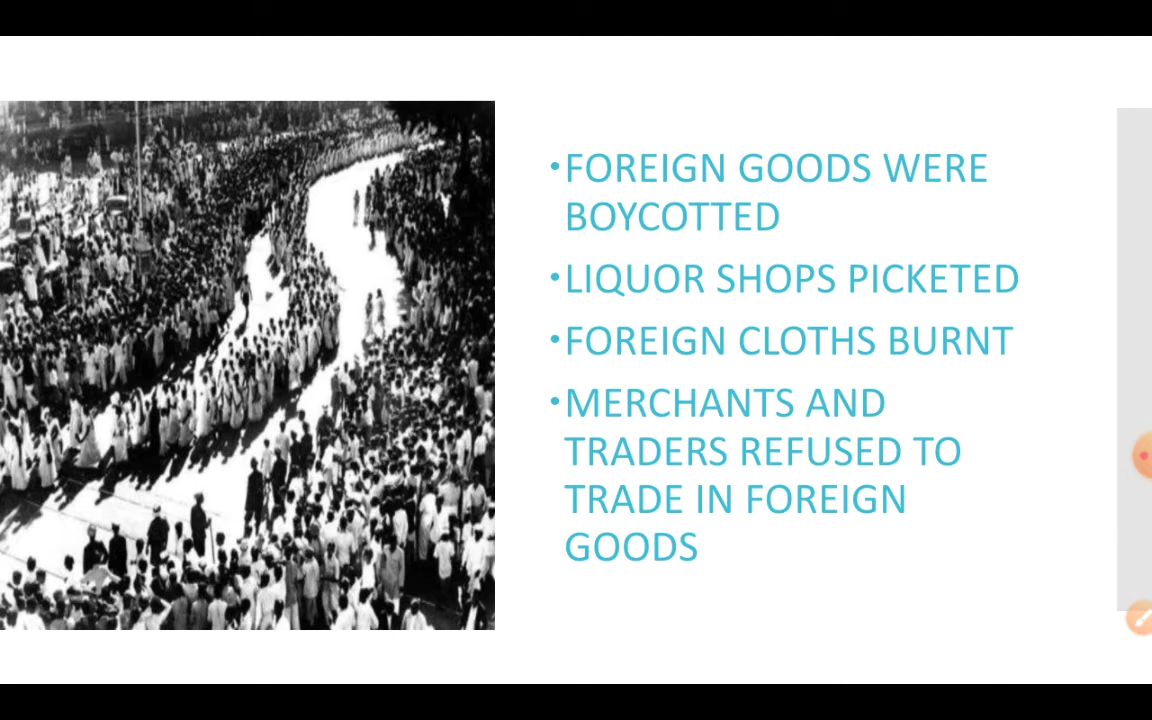 •FOREIGN GOODS WERE
BOYCOTTED
•LIQUOR SHOPS PICKETED
•FOREIGN CLOTHS BURNT
•MERCHANTS AND
TRADERS REFUSED TO
TRADE IN FOREIGN
GOODS